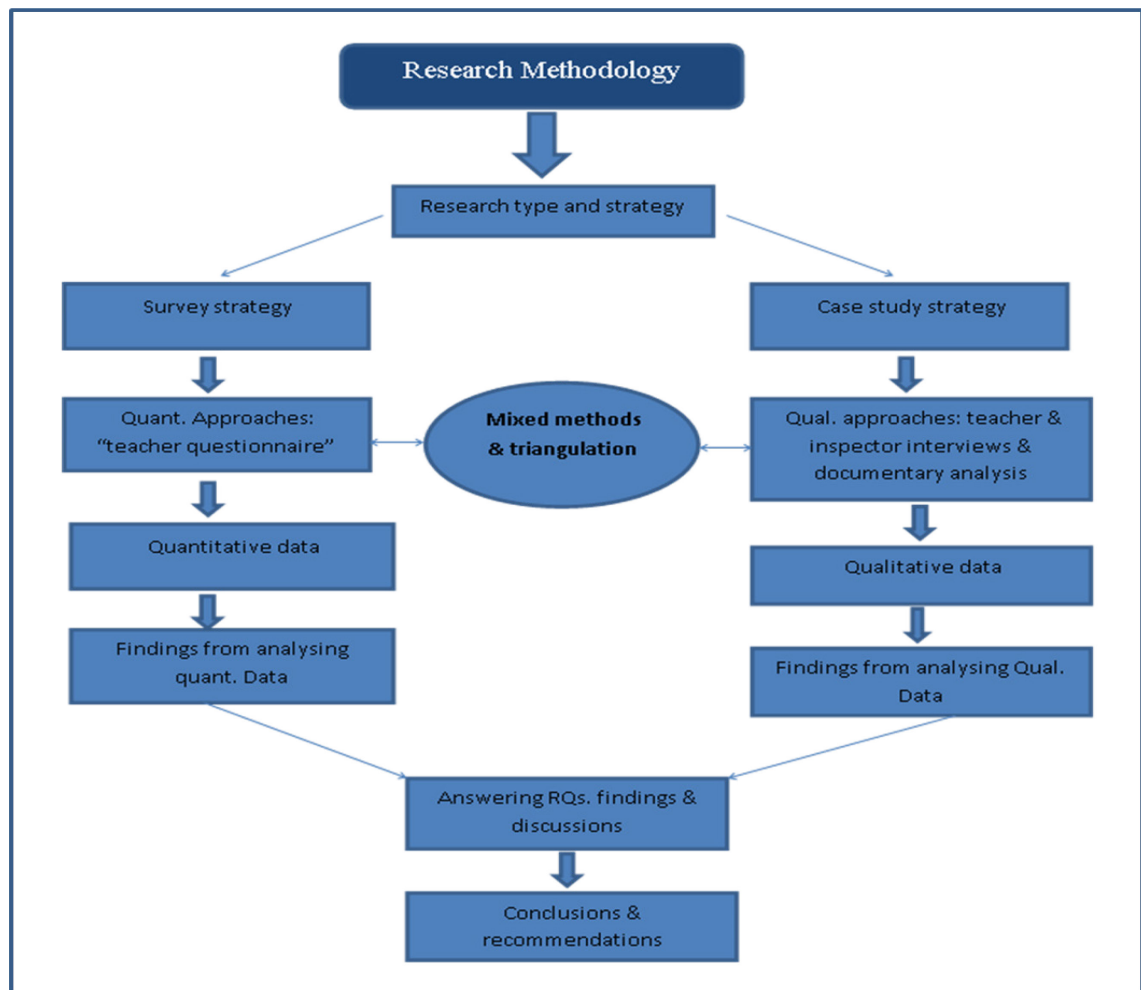 Research Methodology
Research type and strategy
Survey strategy
Case study strategy
Quant. Approaches:
“teacher questionnaire”
Mixed methods
& triangulation
Qual. approaches: teacher &
inspector interviews &
documentary analysis
Quantitative data
Qualitative data
Findings from analysing
quant. Data
Findings from analysing Qual.
Data
Answering RQs. findings &
discussions
Conclusions &
recommendations